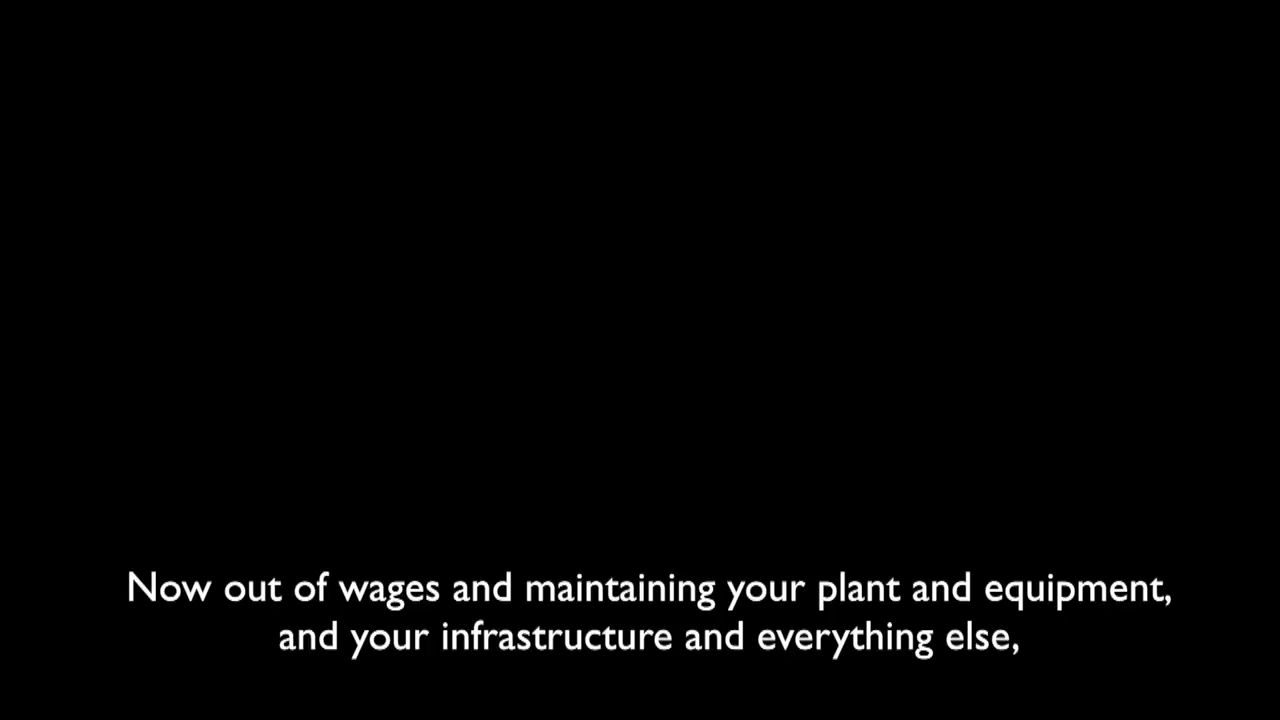 Now out of wages and maintaining your plant and equipment,
and your infrastructure and everything else,